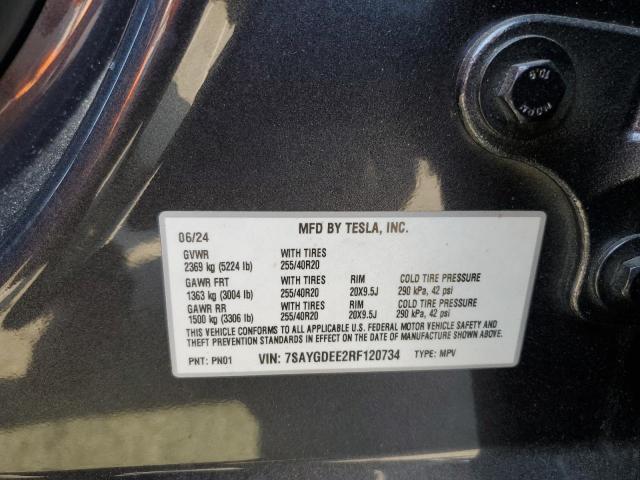 10.9
MFD BY TESLA, INC.
06/24
GVWR WITH TIRES
2369 kg (5224 lb) 255/40R20
GAWR FRT WITH TIRES RIM COLD TIRE PRESSURE
1363 kg (3004 lb) 255/40R20 20X9.5J 290 kPa, 42 psi
GAWR RR WITH TIRES RIM COLD TIRE PRESSURE
1500 kg (3306 lb) 255/40R20 20X9.5J 290 kPa, 42 psi
THIS VEHICLE CONFORMS TO ALL APPLICABLE U.S. FEDERAL MOTOR VEHICLE SAFETY AND
THEFT PREVENTION STANDARDS IN EFFECT ON THE DATE OF MANUFACTURE SHOWN ABOVE.
PNT: PN01 VIN: 7SAYGDEE2RF120734 TYPE: MPV